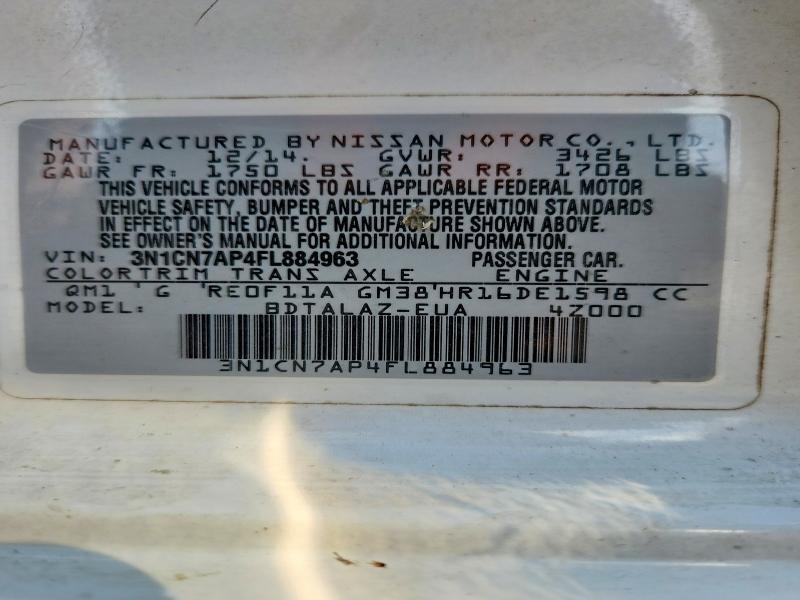 MANUFACTURED BY NISSAN MOTOR CO., LTD.
DATE: 12/14. GVWR: 3426 LBS
GAWR FR: 1750 LBS GAWR RR: 1708 LBS
THIS VEHICLE CONFORMS TO ALL APPLICABLE FEDERAL MOTOR
VEHICLE SAFETY, BUMPER AND THEFT PREVENTION STANDARDS
IN EFFECT ON THE DATE OF MANUFACTURE SHOWN ABOVE.
SEE OWNER'S MANUAL FOR ADDITIONAL INFORMATION.
VIN: 3N1CN7AP4FL884963 PASSENGER CAR.
COLOR TRIM TRANS AXLE ENGINE
QM1 ' G 'RE0F11A GM38'HR16DE1598 CC
MODEL: BDTALAZ-EUA 4Z000
3N1CN7AP4FL884963